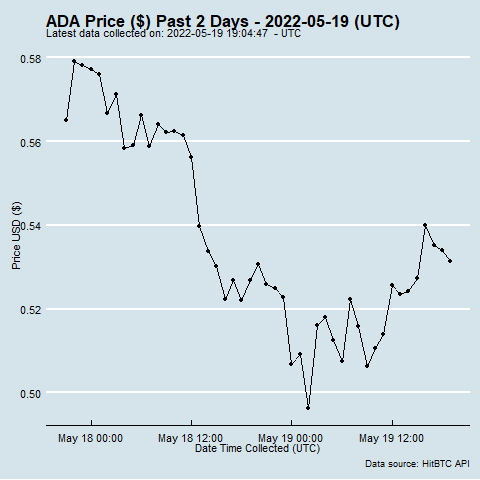 ADA Price ($) Past 2 Days - 2022-05-19 (UTC)
Latest data collected on: 2022-05-19 19:04:47 - UTC
0.58
0.56
0.54
0.52
0.50
Price USD ($)
May 18 00:00 May 18 12:00 May 19 00:00 May 19 12:00
Date Time Collected (UTC)
Data source: HitBTC API